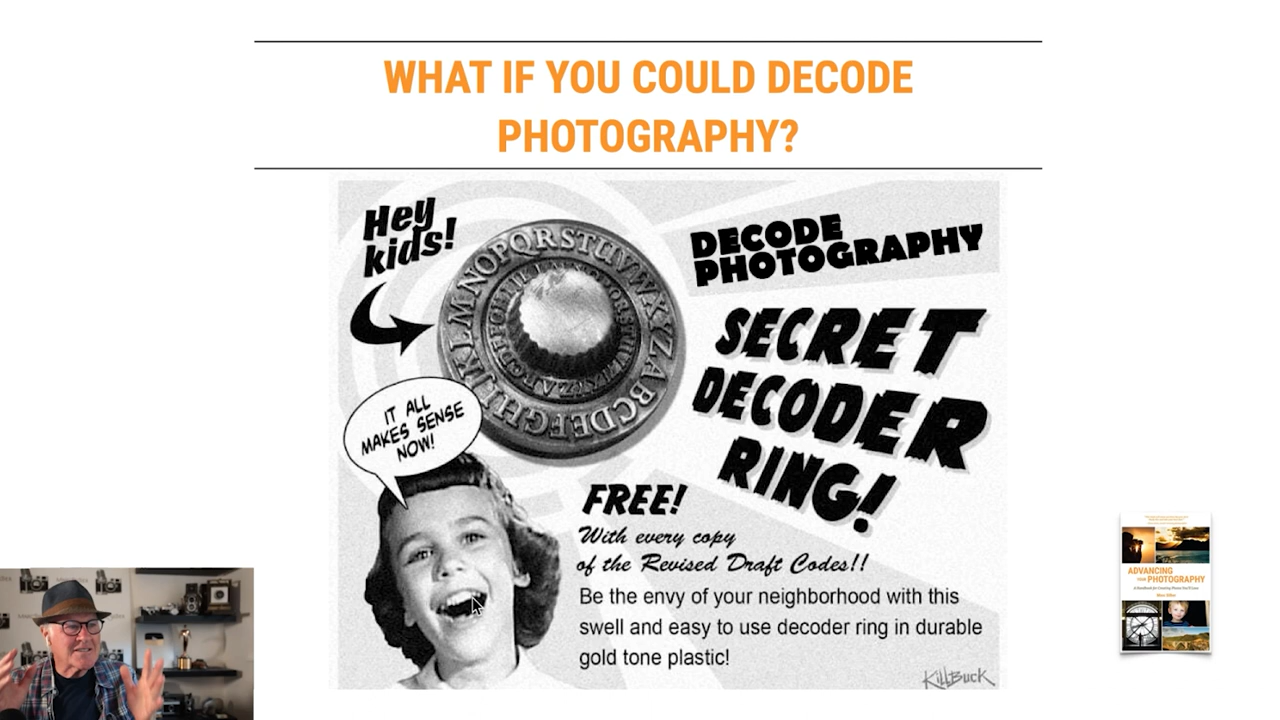 WHAT IF YOU COULD DECODE
PHOTOGRAPHY?
Hey
kids!
DECODE
PHOTOGRAPHY
SECRET
DECODER
RING!
IT ALL
MAKES SENSE
NOW!
FREE!
With every copy
of the Revised Draft Codes!!
Be the envy of your neighborhood with this
swell and easy to use decoder ring in durable
gold tone plastic!
KillBuck
ADVANCING
YOUR PHOTOGRAPHY